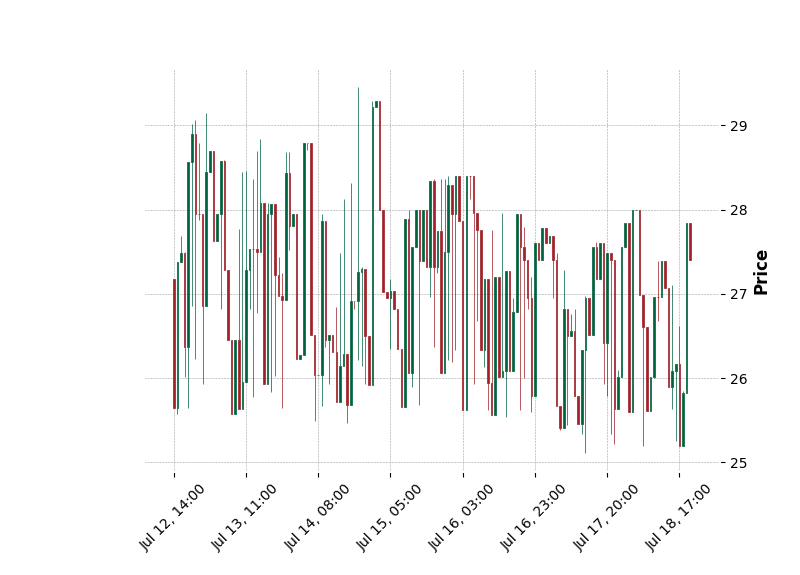 29
28
27
26
25
Price
Jul 12, 14:00
Jul 13, 11:00
Jul 14, 08:00
Jul 15, 05:00
Jul 16, 03:00
Jul 16, 23:00
Jul 17, 20:00
Jul 18, 17:00